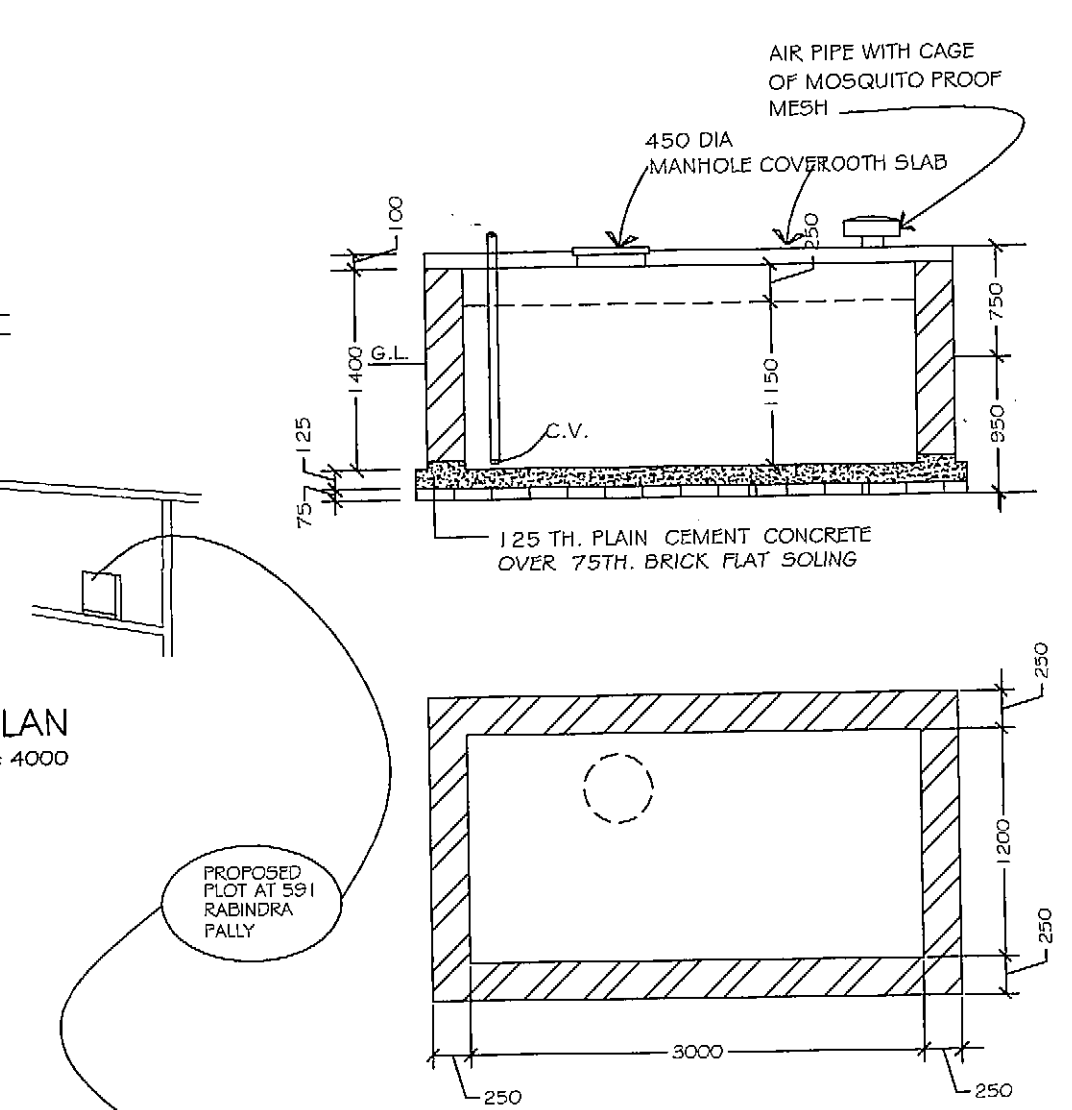 AIR PIPE WITH CAGE
OF MOSQUITO PROOF
MESH
450 DIA
MANHOLE COVEROOTH SLAB
100
250
750
G.L.
1400
1150
950
125
C.V.
75
125 TH. PLAIN CEMENT CONCRETE
OVER 75TH. BRICK FLAT SOLING
250
LAN
: 4000
1200
PROPOSED
PLOT AT 591
RABINDRA
PALLY
250
3000
250
250